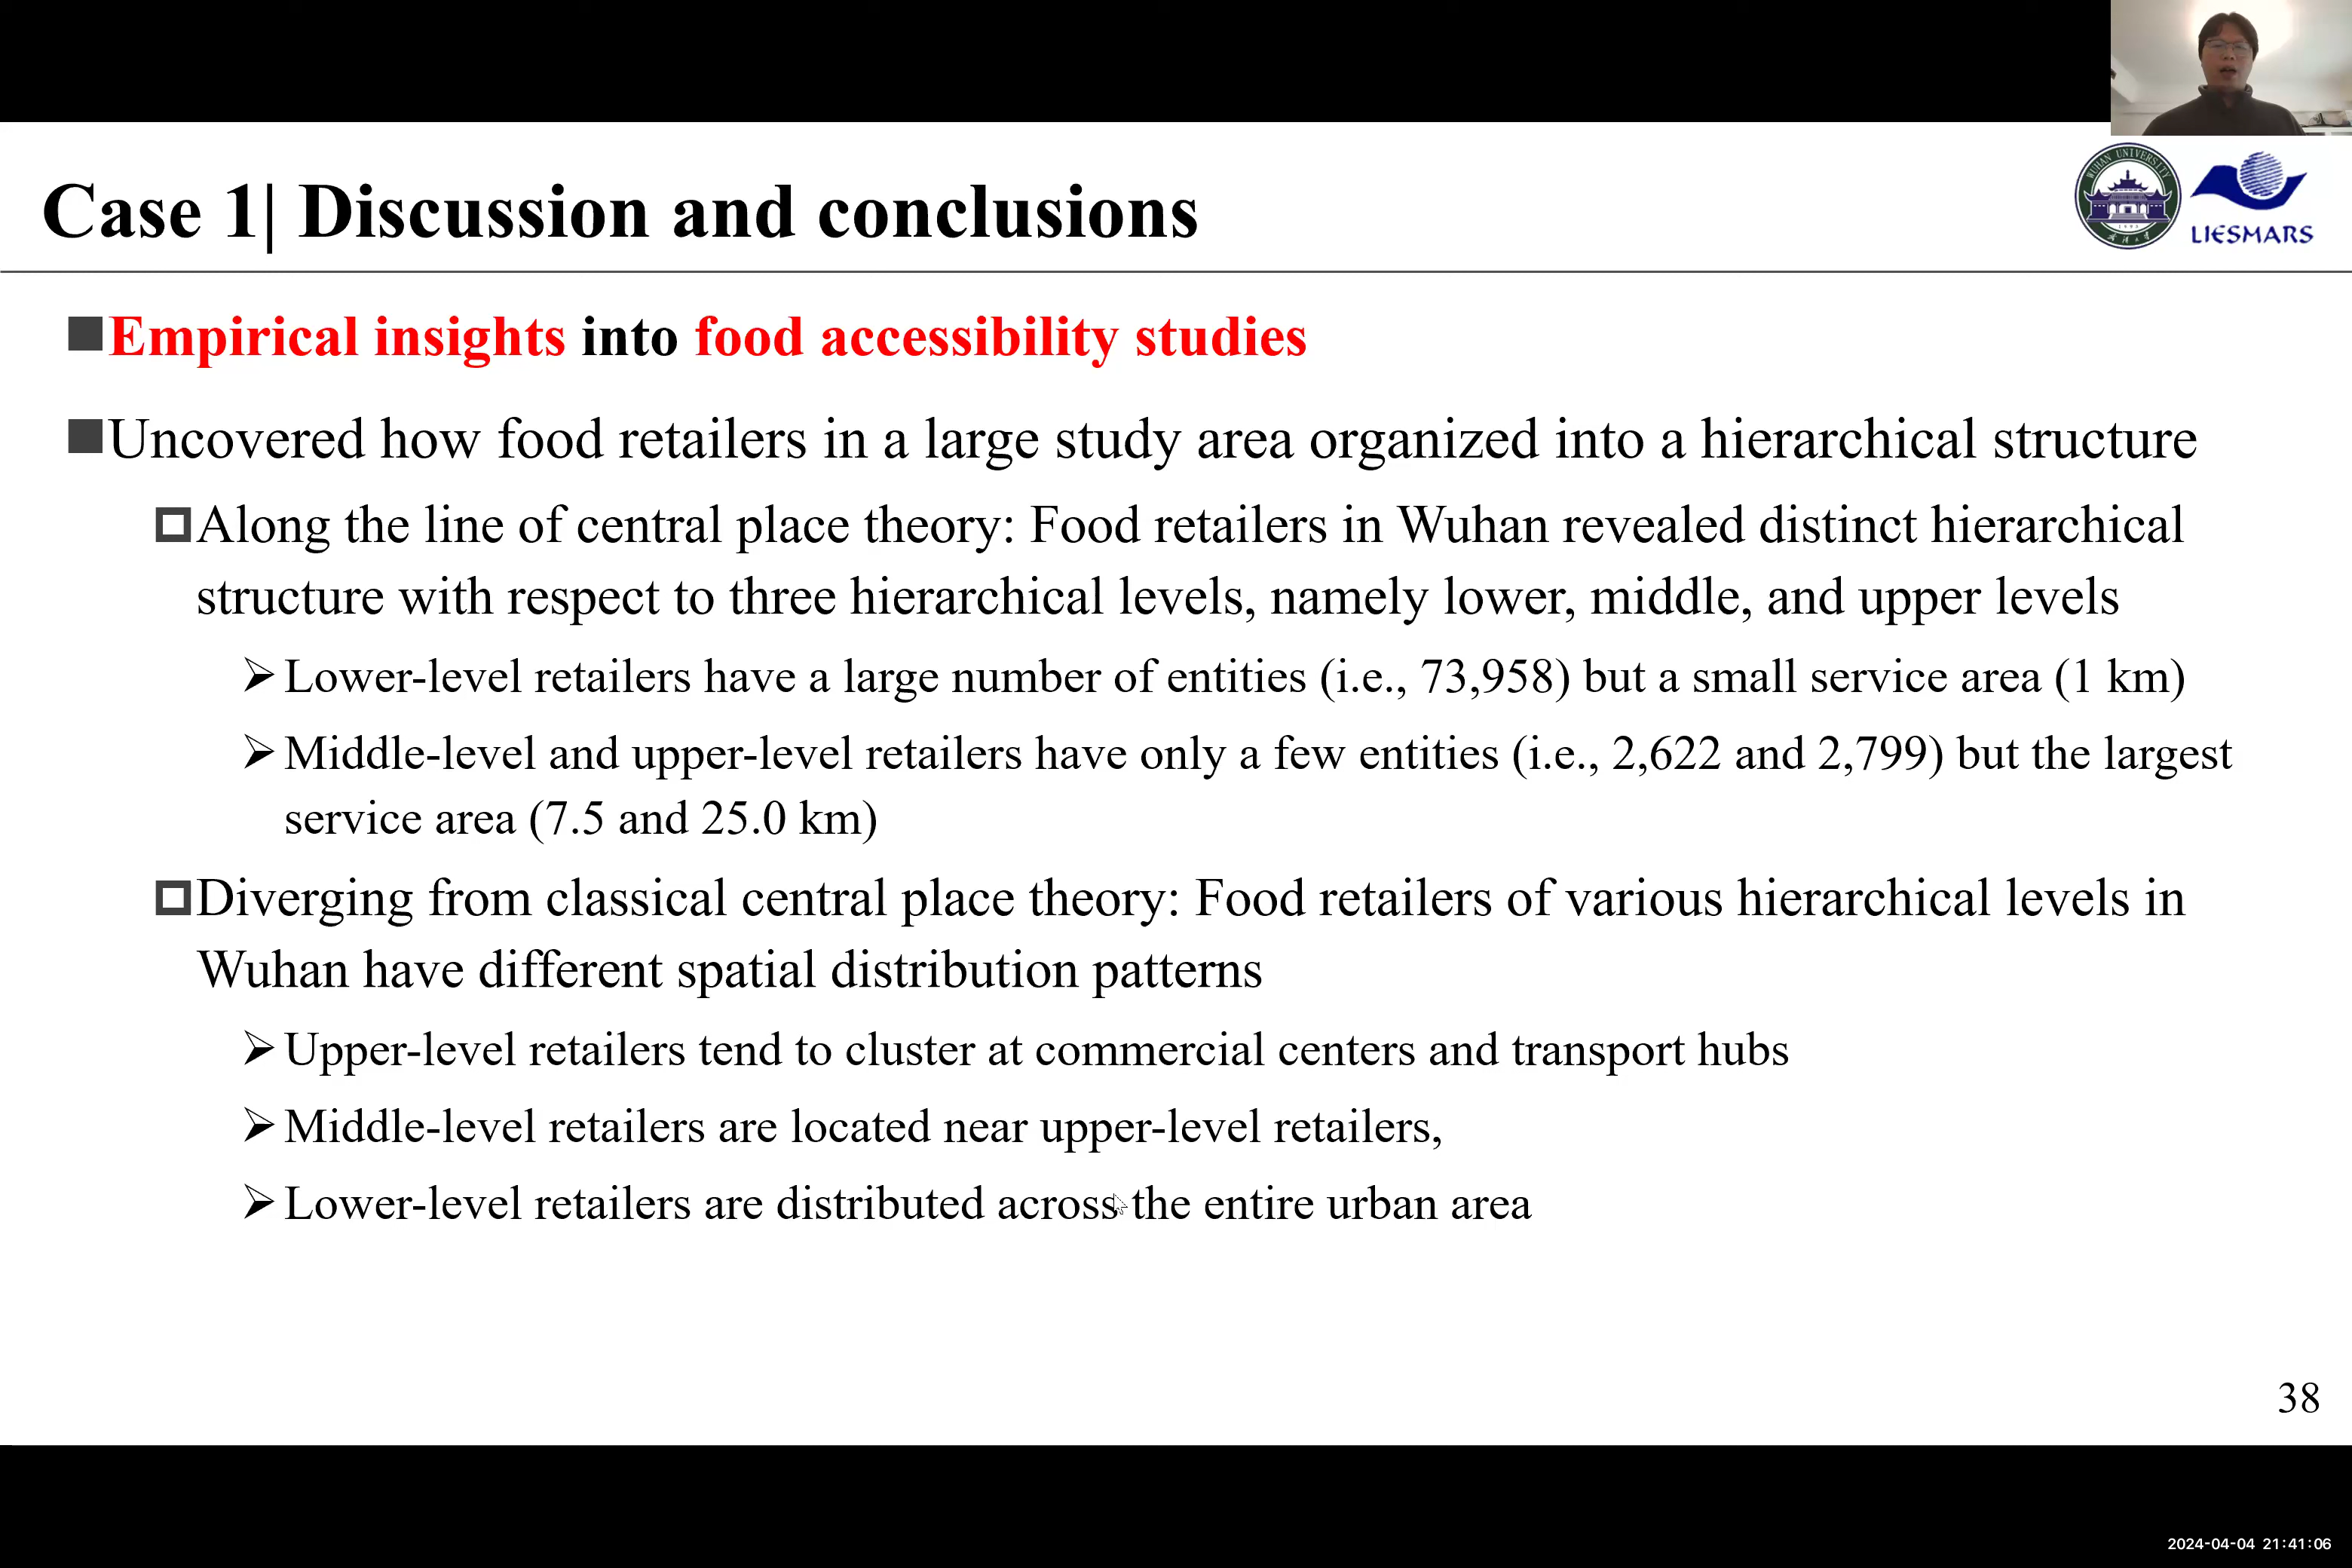 Case 1| Discussion and conclusions
WUHAN UNIVERSITY
1893
LIESMARS
Empirical insights into food accessibility studies
Uncovered how food retailers in a large study area organized into a hierarchical structure
Along the line of central place theory: Food retailers in Wuhan revealed distinct hierarchical
structure with respect to three hierarchical levels, namely lower, middle, and upper levels
Lower-level retailers have a large number of entities (i.e., 73,958) but a small service area (1 km)
Middle-level and upper-level retailers have only a few entities (i.e., 2,622 and 2,799) but the largest
service area (7.5 and 25.0 km)
Diverging from classical central place theory: Food retailers of various hierarchical levels in
Wuhan have different spatial distribution patterns
Upper-level retailers tend to cluster at commercial centers and transport hubs
Middle-level retailers are located near upper-level retailers,
Lower-level retailers are distributed across the entire urban area
38
2024-04-04 21:41:06